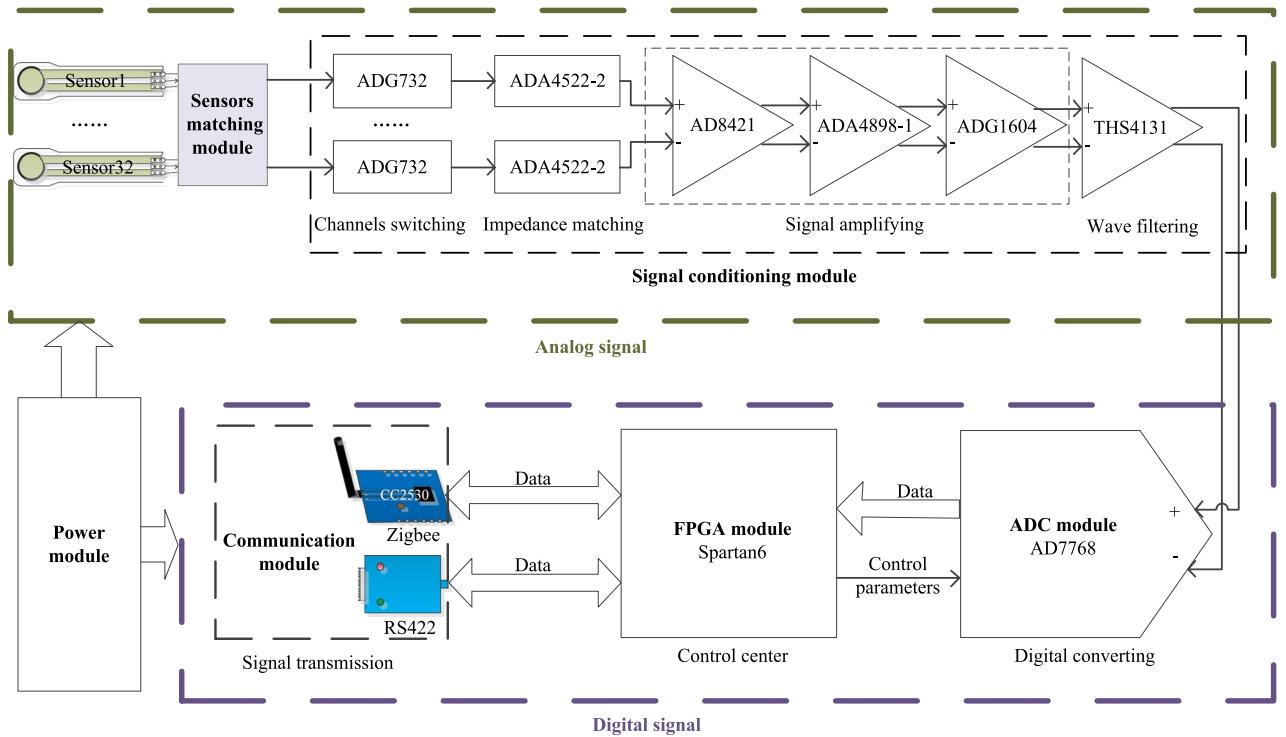 Sensor1
……
Sensor32
Sensors
matching
module
ADG732
……
ADG732
Channels switching
ADA4522-2
ADA4522-2
Impedance matching
+
-
AD8421
+
-
ADA4898-1
+
-
ADG1604
Signal amplifying
+
-
THS4131
Wave filtering
Signal conditioning module
Analog signal
Power
module
Communication
module
CC2530
Zigbee
RS422
Signal transmission
Data
Data
FPGA module
Spartan6
Control center
Data
Control
parameters
ADC module
AD7768
+
-
Digital converting
Digital signal